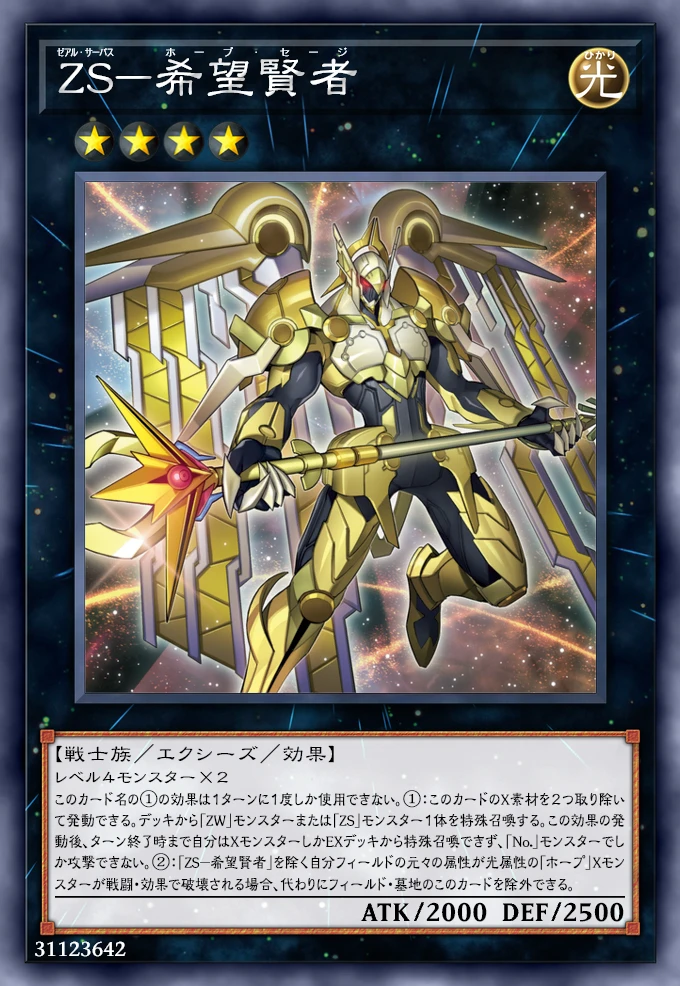 ゼアル・サーバス ホープ・セージ
ZS－希望賢者
ひかり
光
【戦士族／エクシーズ／効果】
レベル４モンスター×２
このカード名の①の効果は1ターンに1度しか使用できない。①：このカードのX素材を2つ取り除い
て発動できる。デッキから「ZW」モンスターまたは「ZS」モンスター1体を特殊召喚する。この効果の発
動後、ターン終了時まで自分はXモンスターしかEXデッキから特殊召喚できず、「No.」モンスターでし
か攻撃できない。②：「ZS－希望賢者」を除く自分フィールドの元々の属性が光属性の「ホープ」Xモン
スターが戦闘・効果で破壊される場合、代わりにフィールド・墓地のこのカードを除外できる。
ATK/2000 DEF/2500
31123642